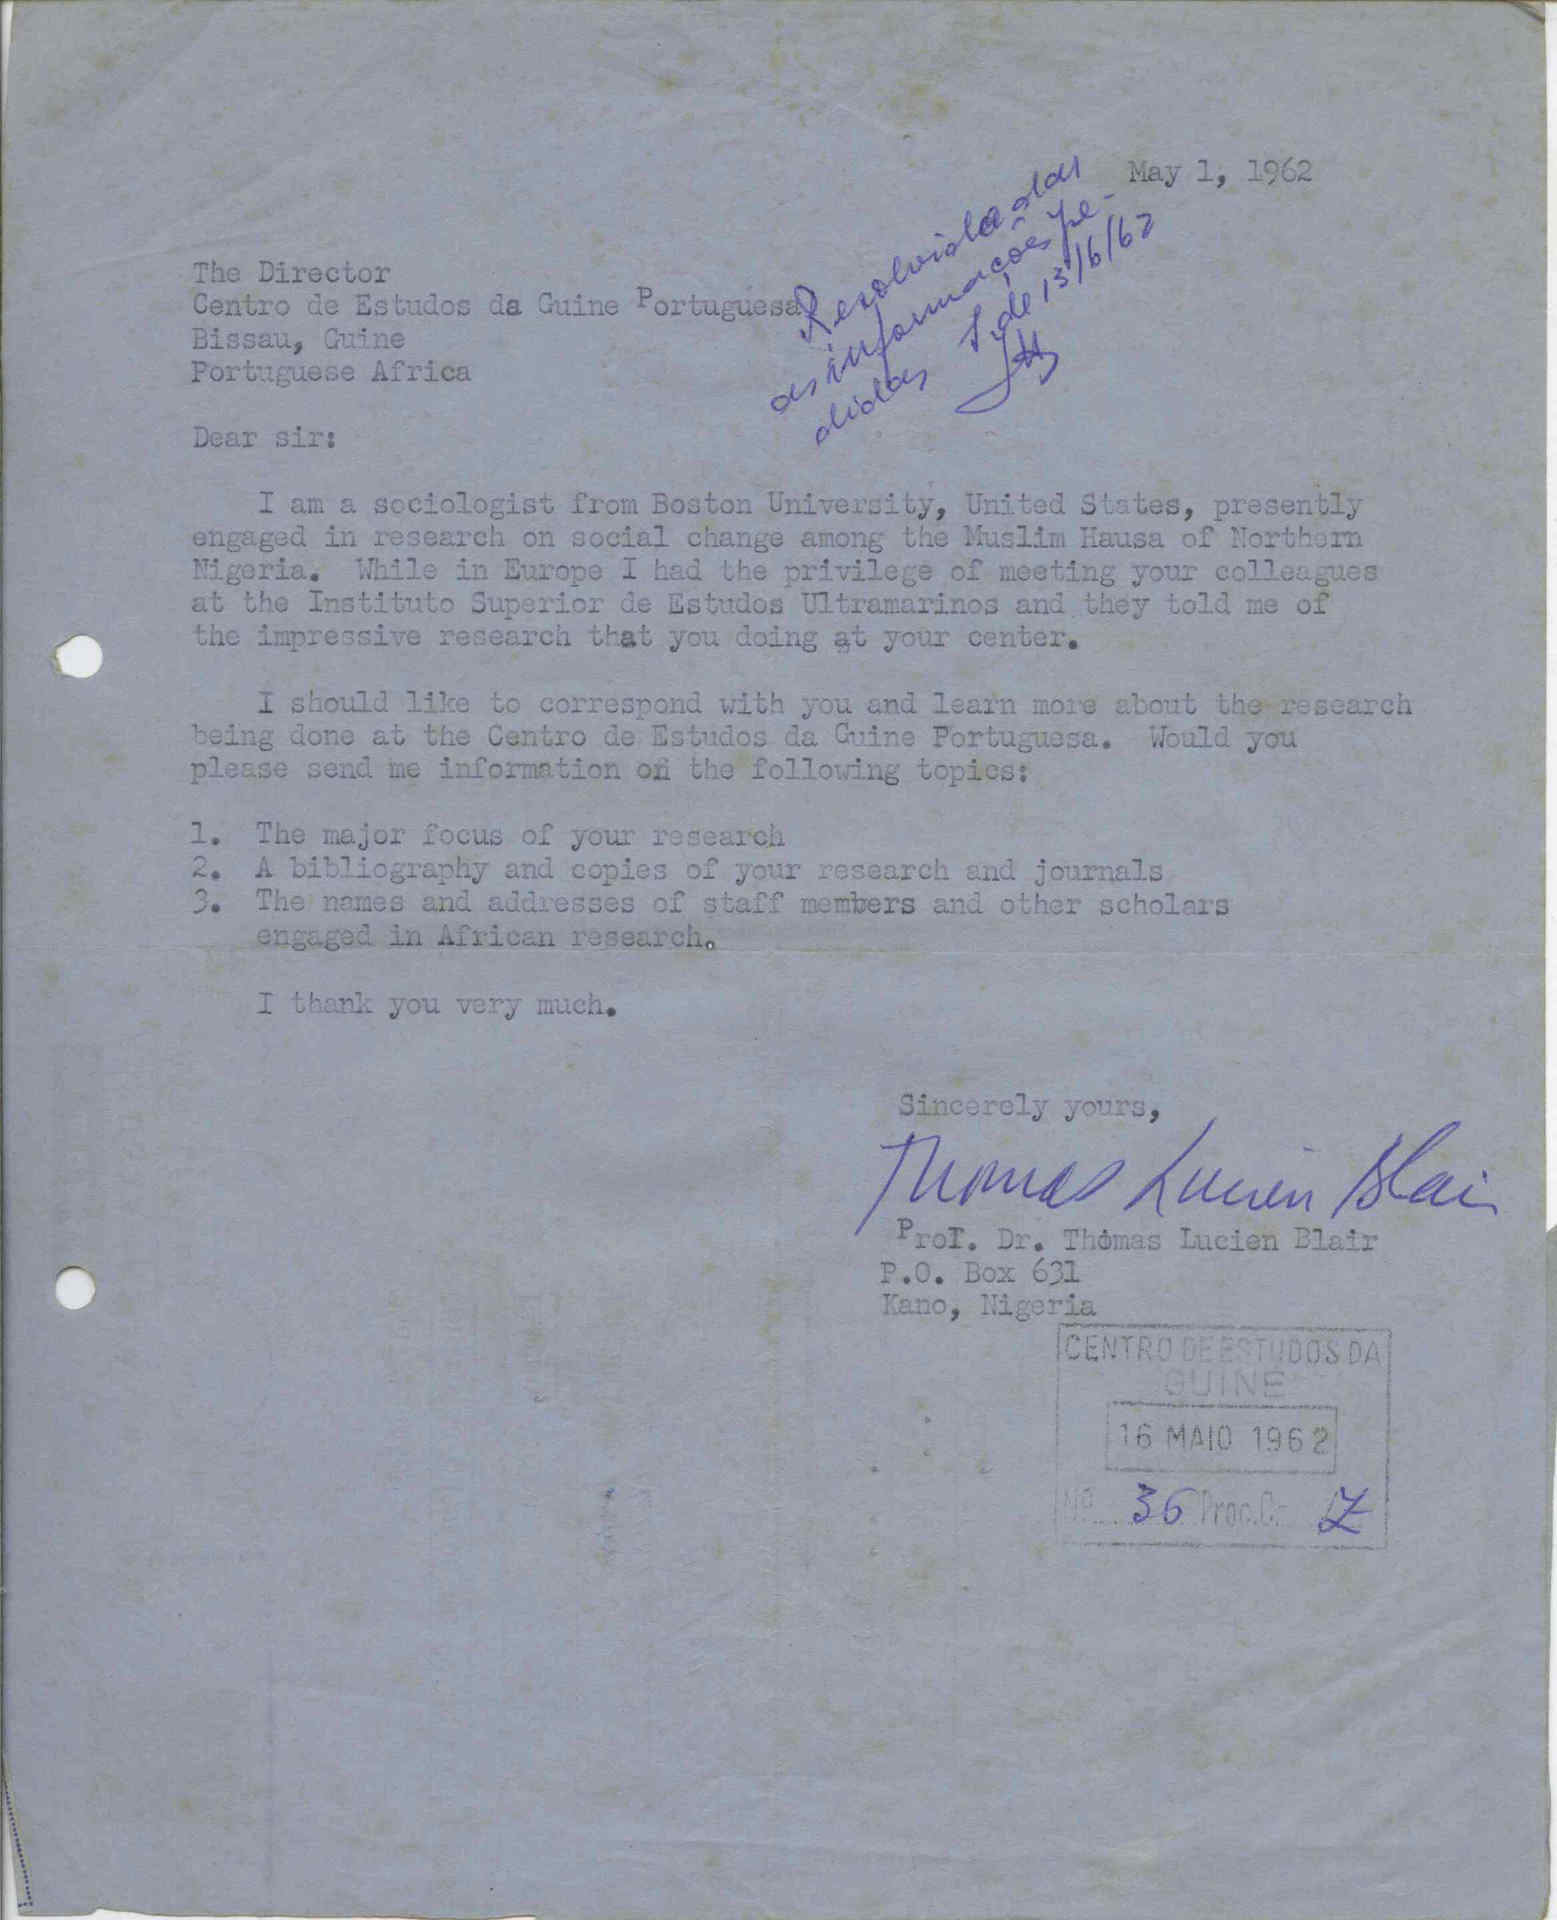 May 1, 1962
Resolvida dar
as informações pe-
didas 13/6/62
The Director
Centro de Estudos da Guine Portuguesa
Bissau, Guine
Portuguese Africa
Dear sir:
I am a sociologist from Boston University, United States, presently
engaged in research on social change among the Muslim Hausa of Northern
Nigeria. While in Europe I had the privilege of meeting your colleagues
at the Instituto Superior de Estudos Ultramarinos and they told me of
the impressive research that you doing at your center.
I should like to correspond with you and learn more about the research
being done at the Centro de Estudos da Guine Portuguesa. Would you
please send me information on the following topics:
1. The major focus of your research
2. A bibliography and copies of your research and journals
3. The names and addresses of staff members and other scholars
engaged in African research.
I thank you very much.
Sincerely yours,
Thomas Lucien Blair
Prof. Dr. Thomas Lucien Blair
P.O. Box 631
Kano, Nigeria
CENTRO DE ESTUDOS DA
GUINÉ
16 MAIO 1962
Nº 36 Proc.